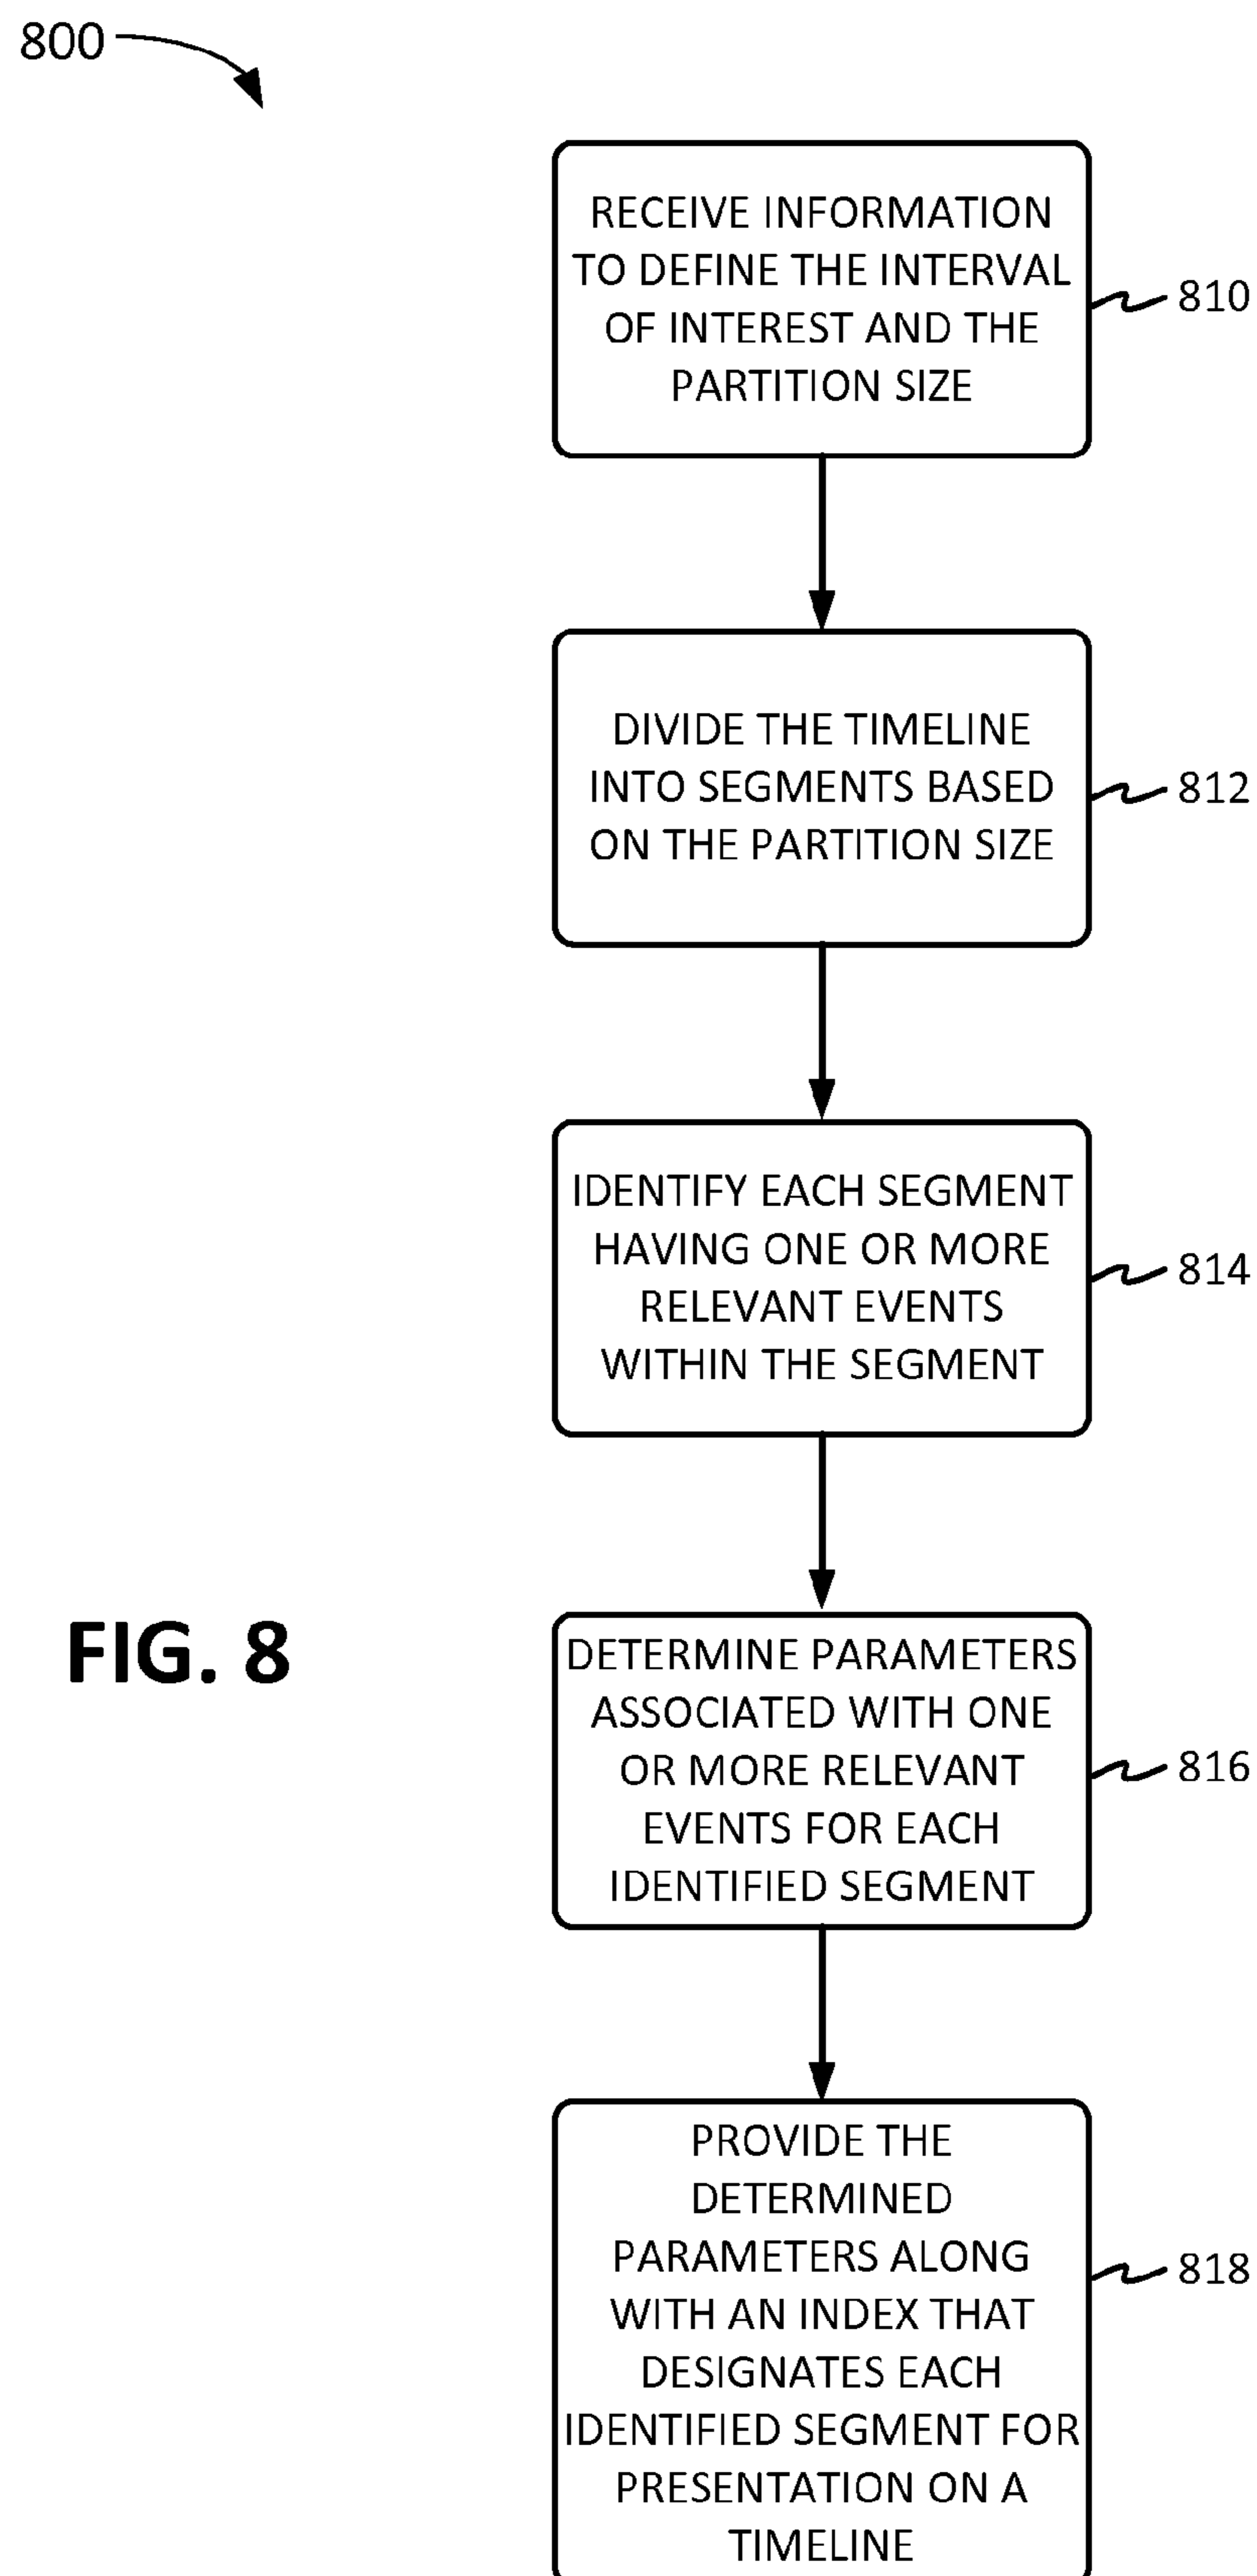 800
RECEIVE INFORMATION
TO DEFINE THE INTERVAL
OF INTEREST AND THE
PARTITION SIZE
810
DIVIDE THE TIMELINE
INTO SEGMENTS BASED
ON THE PARTITION SIZE
812
IDENTIFY EACH SEGMENT
HAVING ONE OR MORE
RELEVANT EVENTS
WITHIN THE SEGMENT
814
FIG. 8
DETERMINE PARAMETERS
ASSOCIATED WITH ONE
OR MORE RELEVANT
EVENTS FOR EACH
IDENTIFIED SEGMENT
816
PROVIDE THE
DETERMINED
PARAMETERS ALONG
WITH AN INDEX THAT
DESIGNATES EACH
IDENTIFIED SEGMENT FOR
PRESENTATION ON A
TIMELINE
818